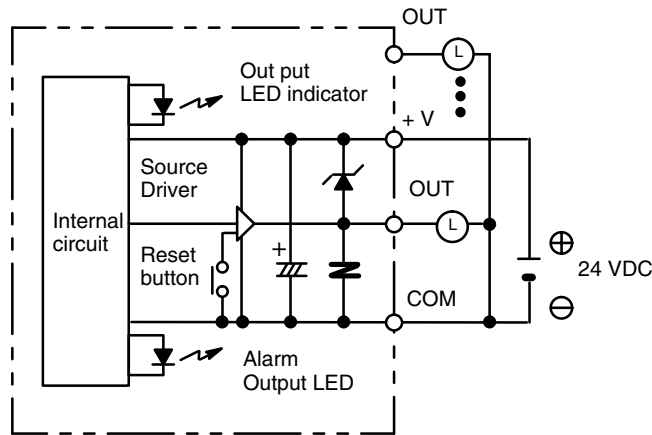 OUT
L
Out put
LED indicator
+ V
Source
Driver
OUT
Internal
circuit
L
Reset
button
+
24 VDC
COM
Alarm
Output LED